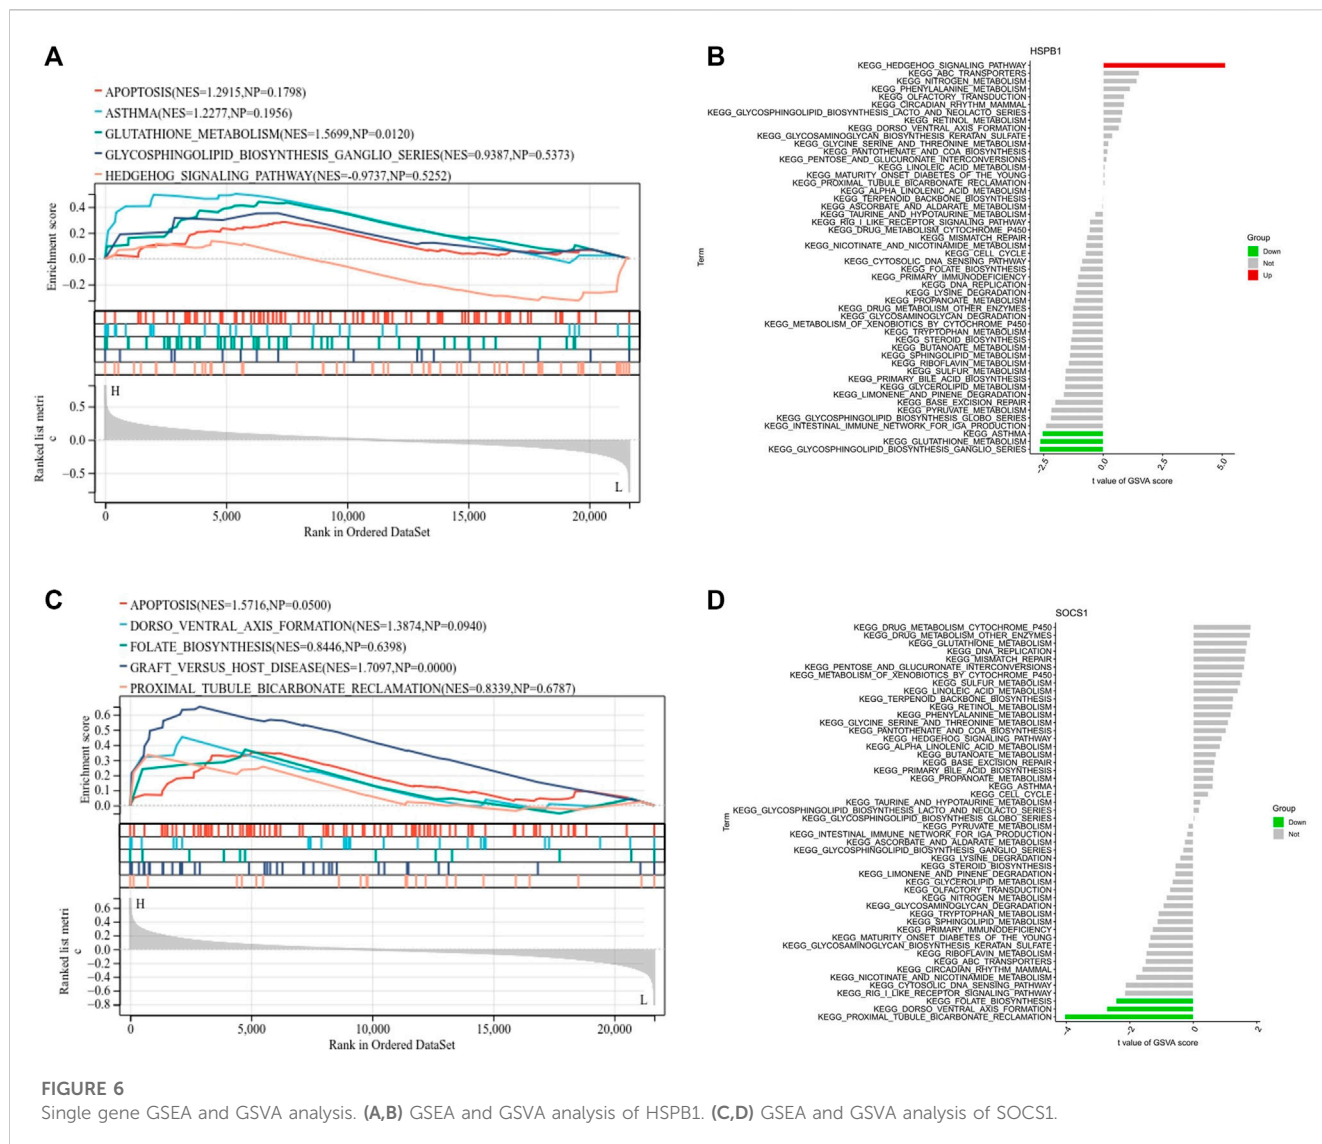 A
APOPTOSIS(NES=1.2915,NP=0.1798)
ASTHMA(NES=1.2277,NP=0.1956)
GLUTATHIONE_METABOLISM(NES=1.5699,NP=0.0120)
GLYCOSPHINGOLIPID_BIOSYNTHESIS_GANGLIO_SERIES(NES=0.9387,NP=0.5373)
HEDGEHOG_SIGNALING_PATHWAY(NES=-0.9737,NP=0.5252)
Enrichment score
0.4
0.2
0.0
−0.2
Ranked list metri
c
H
0.5
0.0
−0.5
L
0
5,000
10,000
15,000
20,000
Rank in Ordered DataSet
B
HSPB1
Term
KEGG_HEDGEHOG_SIGNALING_PATHWAY
KEGG_ABC_TRANSPORTERS
KEGG_NITROGEN_METABOLISM
KEGG_PHENYLALANINE_METABOLISM
KEGG_OLFACTORY_TRANSDUCTION
KEGG_CIRCADIAN_RHYTHM_MAMMAL
KEGG_GLYCOSPHINGOLIPID_BIOSYNTHESIS_LACTO_AND_NEOLACTO_SERIES
KEGG_RETINOL_METABOLISM
KEGG_DORSO_VENTRAL_AXIS_FORMATION
KEGG_GLYCOSAMINOGLYCAN_BIOSYNTHESIS_KERATAN_SULFATE
KEGG_GLYCINE_SERINE_AND_THREONINE_METABOLISM
KEGG_PANTOTHENATE_AND_COA_BIOSYNTHESIS
KEGG_PENTOSE_AND_GLUCURONATE_INTERCONVERSIONS
KEGG_LINOLEIC_ACID_METABOLISM
KEGG_MATURITY_ONSET_DIABETES_OF_THE_YOUNG
KEGG_PROXIMAL_TUBULE_BICARBONATE_RECLAMATION
KEGG_ALPHA_LINOLENIC_ACID_METABOLISM
KEGG_TERPENOID_BACKBONE_BIOSYNTHESIS
KEGG_ASCORBATE_AND_ALDARATE_METABOLISM
KEGG_TAURINE_AND_HYPOTAURINE_METABOLISM
KEGG_RIG_I_LIKE_RECEPTOR_SIGNALING_PATHWAY
KEGG_DRUG_METABOLISM_CYTOCHROME_P450
KEGG_MISMATCH_REPAIR
KEGG_NICOTINATE_AND_NICOTINAMIDE_METABOLISM
KEGG_CELL_CYCLE
KEGG_CYTOSOLIC_DNA_SENSING_PATHWAY
KEGG_FOLATE_BIOSYNTHESIS
KEGG_PRIMARY_IMMUNODEFICIENCY
KEGG_DNA_REPLICATION
KEGG_LYSINE_DEGRADATION
KEGG_PROPANOATE_METABOLISM
KEGG_DRUG_METABOLISM_OTHER_ENZYMES
KEGG_GLYCOSAMINOGLYCAN_DEGRADATION
KEGG_METABOLISM_OF_XENOBIOTICS_BY_CYTOCHROME_P450
KEGG_TRYPTOPHAN_METABOLISM
KEGG_STEROID_BIOSYNTHESIS
KEGG_BUTANOATE_METABOLISM
KEGG_SPHINGOLIPID_METABOLISM
KEGG_RIBOFLAVIN_METABOLISM
KEGG_SULFUR_METABOLISM
KEGG_PRIMARY_BILE_ACID_BIOSYNTHESIS
KEGG_GLYCEROLIPID_METABOLISM
KEGG_LIMONENE_AND_PINENE_DEGRADATION
KEGG_BASE_EXCISION_REPAIR
KEGG_PYRUVATE_METABOLISM
KEGG_GLYCOSPHINGOLIPID_BIOSYNTHESIS_GLOBO_SERIES
KEGG_INTESTINAL_IMMUNE_NETWORK_FOR_IGA_PRODUCTION
KEGG_ASTHMA
KEGG_GLUTATHIONE_METABOLISM
KEGG_GLYCOSPHINGOLIPID_BIOSYNTHESIS_GANGLIO_SERIES
-2.5
0.0
2.5
5.0
t value of GSVA score
Group
Down
Not
Up
C
APOPTOSIS(NES=1.5716,NP=0.0500)
DORSO_VENTRAL_AXIS_FORMATION(NES=1.3874,NP=0.0940)
FOLATE_BIOSYNTHESIS(NES=0.8446,NP=0.6398)
GRAFT_VERSUS_HOST_DISEASE(NES=1.7097,NP=0.0000)
PROXIMAL_TUBULE_BICARBONATE_RECLAMATION(NES=0.8339,NP=0.6787)
Enrichment score
0.6
0.5
0.4
0.3
0.2
0.1
0.0
Ranked list metri
c
H
0.6
0.4
0.2
0.0
−0.2
−0.4
−0.6
−0.8
L
0
5,000
10,000
15,000
20,000
Rank in Ordered DataSet
D
SOCS1
Term
KEGG_DRUG_METABOLISM_CYTOCHROME_P450
KEGG_DRUG_METABOLISM_OTHER_ENZYMES
KEGG_GLUTATHIONE_METABOLISM
KEGG_DNA_REPLICATION
KEGG_MISMATCH_REPAIR
KEGG_PENTOSE_AND_GLUCURONATE_INTERCONVERSIONS
KEGG_METABOLISM_OF_XENOBIOTICS_BY_CYTOCHROME_P450
KEGG_SULFUR_METABOLISM
KEGG_LINOLEIC_ACID_METABOLISM
KEGG_TERPENOID_BACKBONE_BIOSYNTHESIS
KEGG_RETINOL_METABOLISM
KEGG_PHENYLALANINE_METABOLISM
KEGG_GLYCINE_SERINE_AND_THREONINE_METABOLISM
KEGG_PANTOTHENATE_AND_COA_BIOSYNTHESIS
KEGG_HEDGEHOG_SIGNALING_PATHWAY
KEGG_ALPHA_LINOLENIC_ACID_METABOLISM
KEGG_BUTANOATE_METABOLISM
KEGG_BASE_EXCISION_REPAIR
KEGG_PRIMARY_BILE_ACID_BIOSYNTHESIS
KEGG_PROPANOATE_METABOLISM
KEGG_ASTHMA
KEGG_CELL_CYCLE
KEGG_TAURINE_AND_HYPOTAURINE_METABOLISM
KEGG_GLYCOSPHINGOLIPID_BIOSYNTHESIS_LACTO_AND_NEOLACTO_SERIES
KEGG_GLYCOSPHINGOLIPID_BIOSYNTHESIS_GLOBO_SERIES
KEGG_PYRUVATE_METABOLISM
KEGG_INTESTINAL_IMMUNE_NETWORK_FOR_IGA_PRODUCTION
KEGG_ASCORBATE_AND_ALDARATE_METABOLISM
KEGG_GLYCOSPHINGOLIPID_BIOSYNTHESIS_GANGLIO_SERIES
KEGG_LYSINE_DEGRADATION
KEGG_STEROID_BIOSYNTHESIS
KEGG_LIMONENE_AND_PINENE_DEGRADATION
KEGG_GLYCEROLIPID_METABOLISM
KEGG_OLFACTORY_TRANSDUCTION
KEGG_NITROGEN_METABOLISM
KEGG_GLYCOSAMINOGLYCAN_DEGRADATION
KEGG_TRYPTOPHAN_METABOLISM
KEGG_SPHINGOLIPID_METABOLISM
KEGG_PRIMARY_IMMUNODEFICIENCY
KEGG_MATURITY_ONSET_DIABETES_OF_THE_YOUNG
KEGG_GLYCOSAMINOGLYCAN_BIOSYNTHESIS_KERATAN_SULFATE
KEGG_RIBOFLAVIN_METABOLISM
KEGG_ABC_TRANSPORTERS
KEGG_CIRCADIAN_RHYTHM_MAMMAL
KEGG_NICOTINATE_AND_NICOTINAMIDE_METABOLISM
KEGG_CYTOSOLIC_DNA_SENSING_PATHWAY
KEGG_RIG_I_LIKE_RECEPTOR_SIGNALING_PATHWAY
KEGG_FOLATE_BIOSYNTHESIS
KEGG_DORSO_VENTRAL_AXIS_FORMATION
KEGG_PROXIMAL_TUBULE_BICARBONATE_RECLAMATION
-4
-2
0
2
t value of GSVA score
Group
Down
Not
FIGURE 6
Single gene GSEA and GSVA analysis. (A,B) GSEA and GSVA analysis of HSPB1. (C,D) GSEA and GSVA analysis of SOCS1.